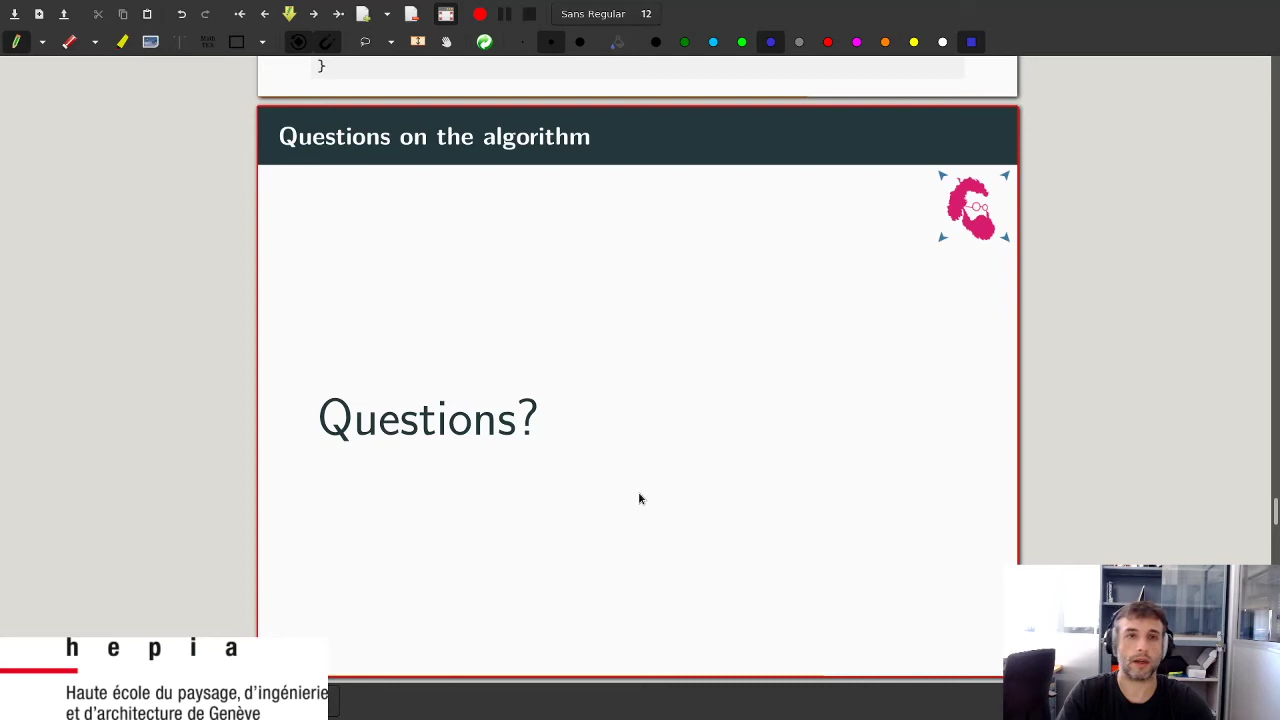 Sans Regular 12
}
Questions on the algorithm
Questions?
h e p i a
Haute école du paysage, d'ingénierie
et d'architecture de Genève